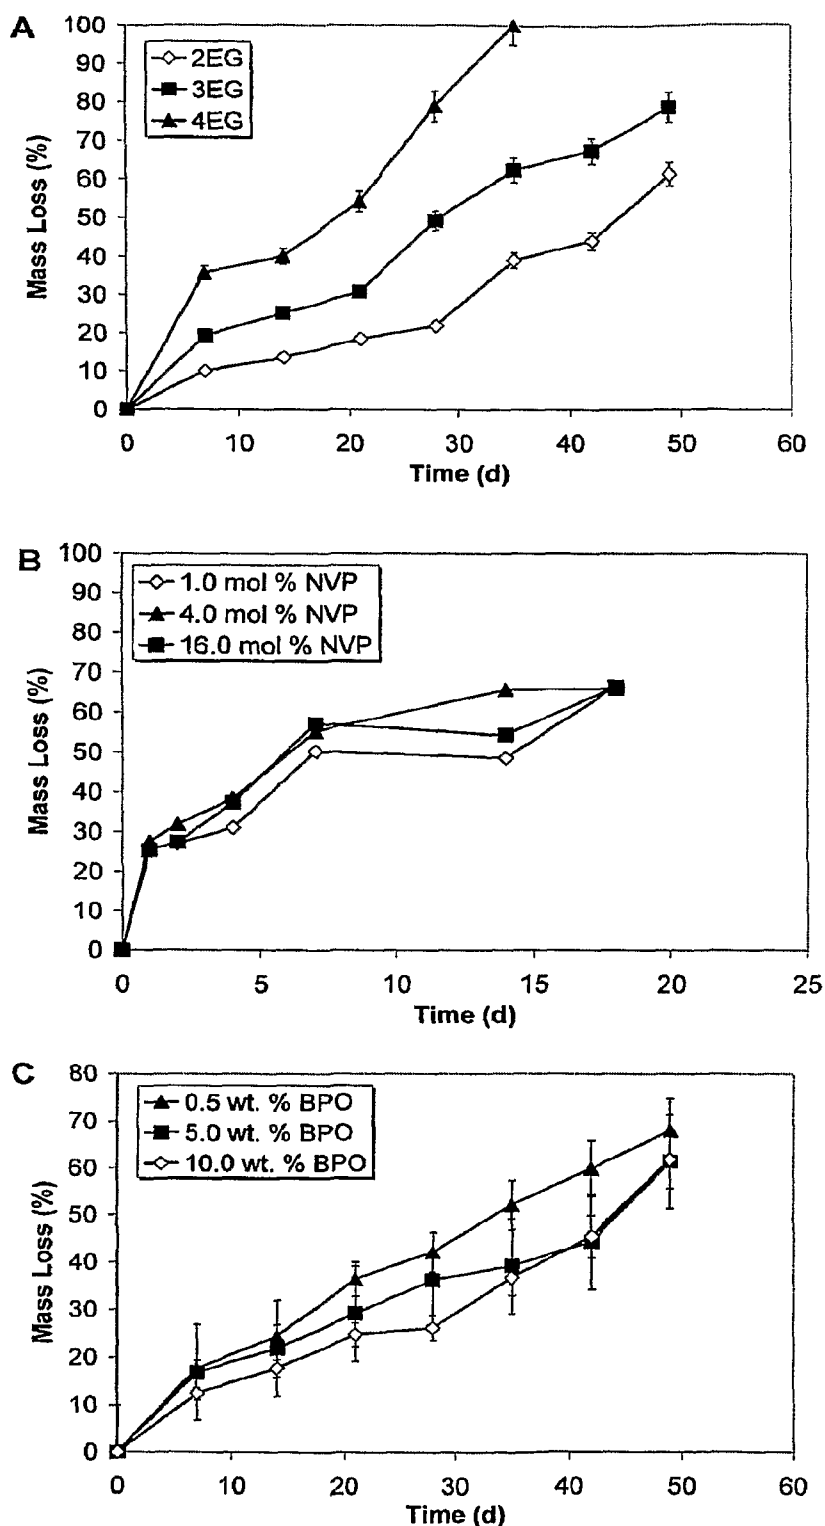 A
100
90
80
70
60
50
40
30
20
10
0
Mass Loss (%)
2EG
3EG
4EG
0 10 20 30 40 50 60
Time (d)
B
100
90
80
70
60
50
40
30
20
10
0
Mass Loss (%)
1.0 mol % NVP
4.0 mol % NVP
16.0 mol % NVP
0 5 10 15 20 25
Time (d)
C
80
70
60
50
40
30
20
10
0
Mass Loss (%)
0.5 wt. % BPO
5.0 wt. % BPO
10.0 wt. % BPO
0 10 20 30 40 50 60
Time (d)